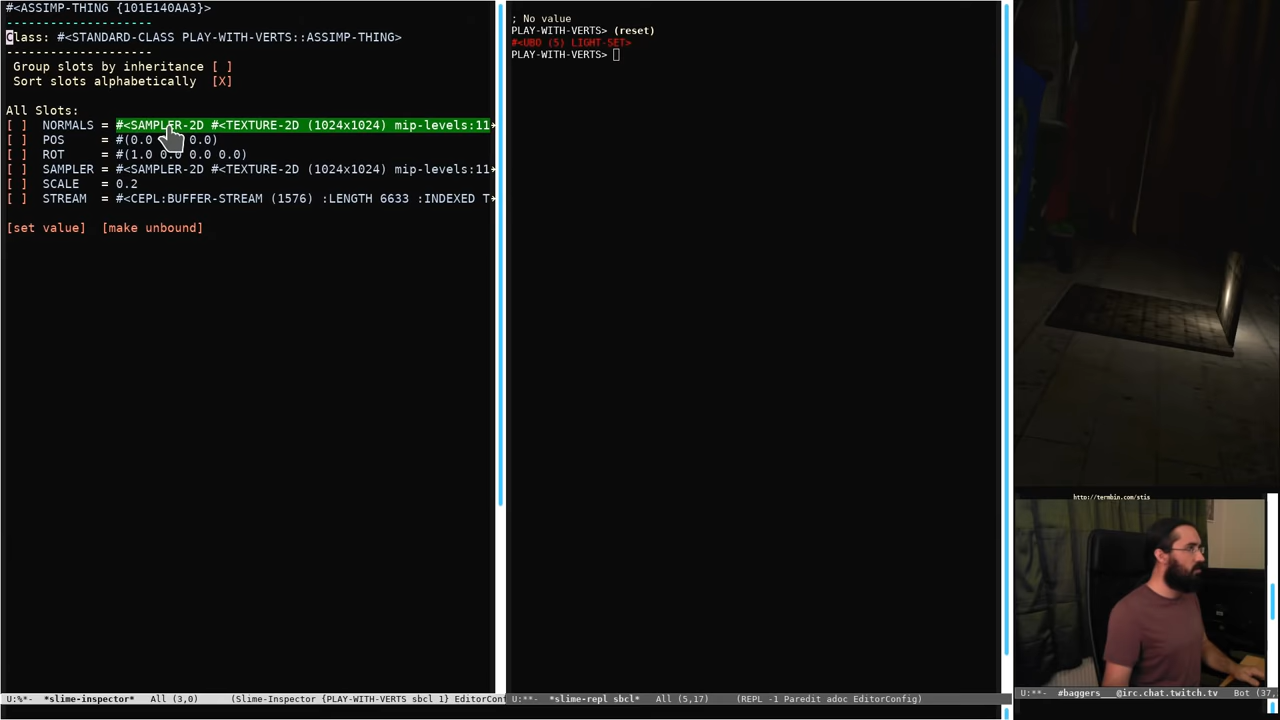 #<ASSIMP-THING {101E140AA3}>
--------------------
Class: #<STANDARD-CLASS PLAY-WITH-VERTS::ASSIMP-THING>
--------------------
Group slots by inheritance [ ]
Sort slots alphabetically  [X]
All Slots:
[ ]  NORMALS = #<SAMPLER-2D #<TEXTURE-2D (1024x1024) mip-levels:11
[ ]  POS     = #(0.0 0.0)
[ ]  ROT     = #(1.0 0.0 0.0 0.0)
[ ]  SAMPLER = #<SAMPLER-2D #<TEXTURE-2D (1024x1024) mip-levels:11
[ ]  SCALE   = 0.2
[ ]  STREAM  = #<CEPL:BUFFER-STREAM (1576) :LENGTH 6633 :INDEXED T
[set value]  [make unbound]
U:%*-  *slime-inspector*   All (3,0)      (Slime-Inspector {PLAY-WITH-VERTS sbcl 1} EditorConf
; No value
PLAY-WITH-VERTS> (reset)
#<UBO (5) LIGHT-SET>
PLAY-WITH-VERTS>
U:**-  *slime-repl sbcl*   All (5,17)     (REPL -1 Paredit adoc EditorConfig)
http://termbin.com/stis
U:**-  #baggers__@irc.chat.twitch.tv   Bot (37,